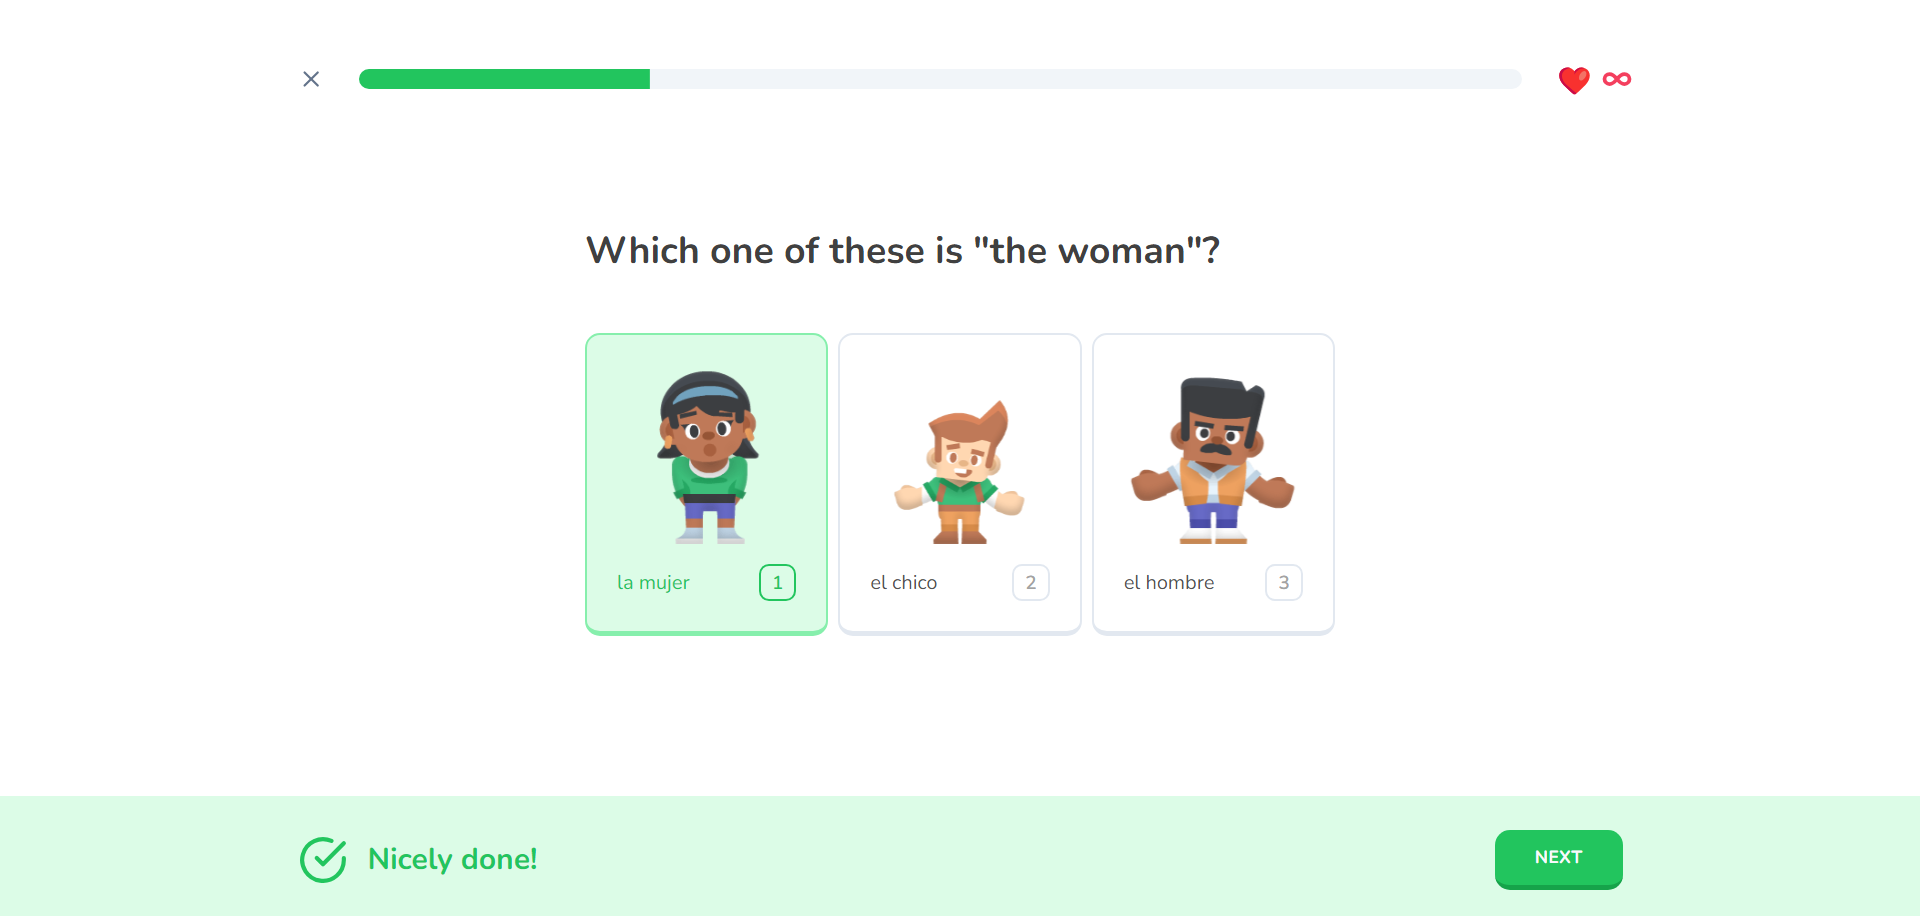 Which one of these is "the woman"?
la mujer 1
el chico 2
el hombre 3
Nicely done!
NEXT